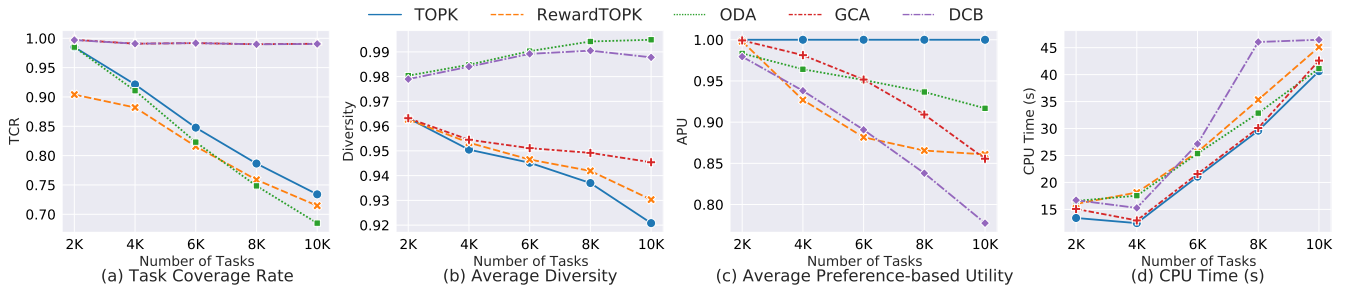 TOPK RewardTOPK ODA GCA DCB
TCR
1.00
0.95
0.90
0.85
0.80
0.75
0.70
2K 4K 6K 8K 10K
Number of Tasks
(a) Task Coverage Rate
Diversity
0.99
0.98
0.97
0.96
0.95
0.94
0.93
0.92
2K 4K 6K 8K 10K
Number of Tasks
(b) Average Diversity
APU
1.00
0.95
0.90
0.85
0.80
2K 4K 6K 8K 10K
Number of Tasks
(c) Average Preference-based Utility
CPU Time (s)
45
40
35
30
25
20
15
2K 4K 6K 8K 10K
Number of Tasks
(d) CPU Time (s)